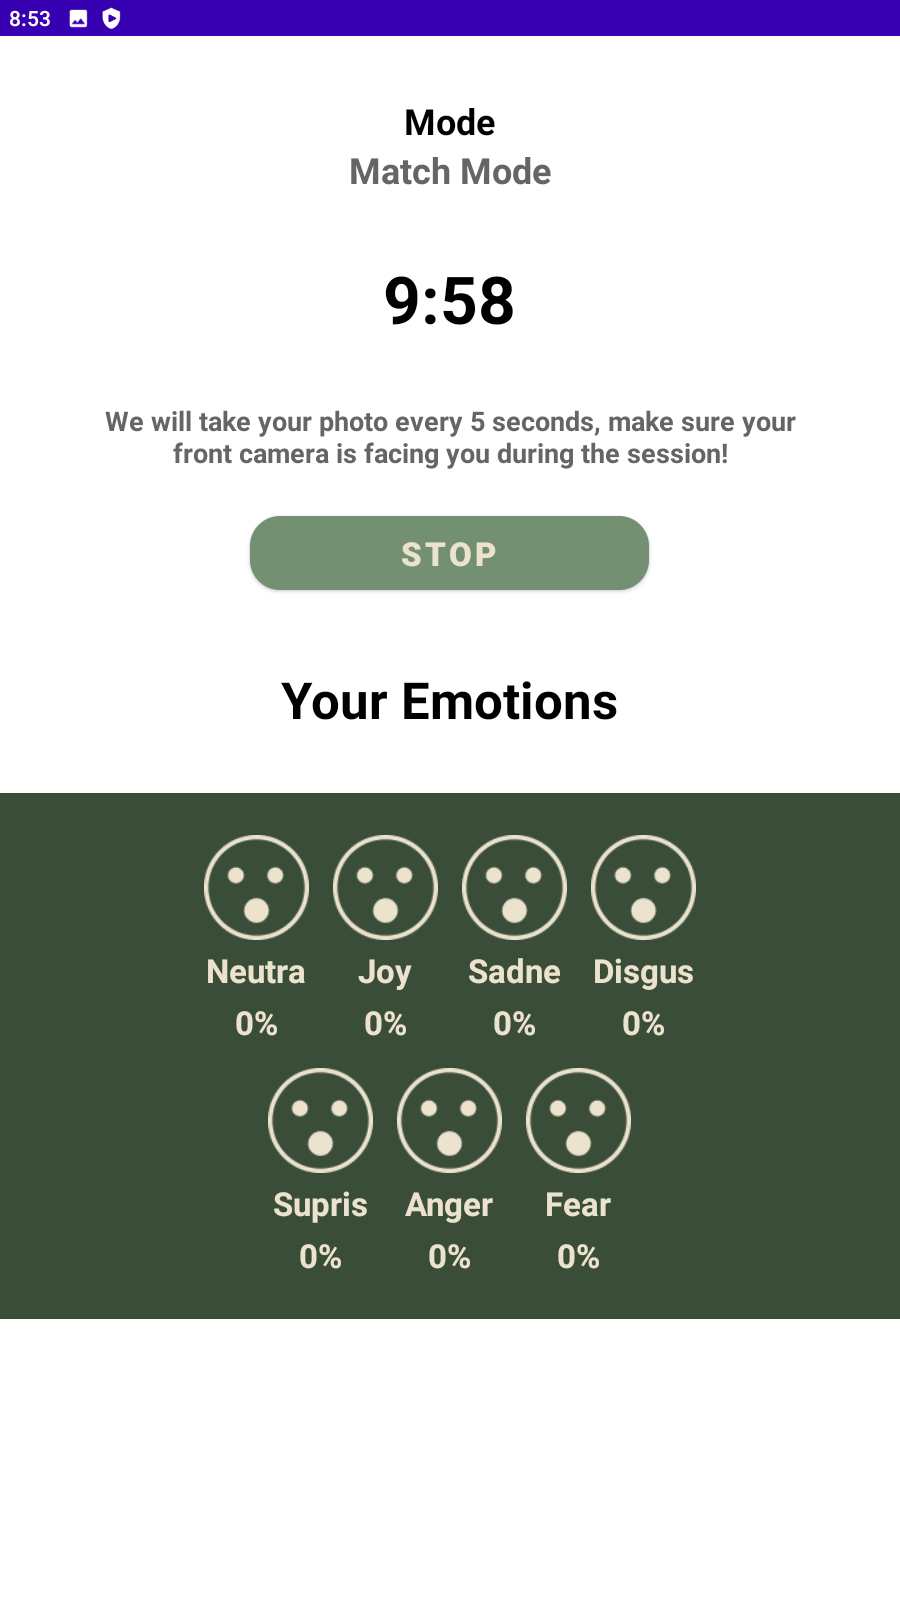 8:53
Mode
Match Mode
9:58
We will take your photo every 5 seconds, make sure your
front camera is facing you during the session!
STOP
Your Emotions
Neutra Joy Sadne Disgus
0% 0% 0% 0%
Supris Anger Fear
0% 0% 0%